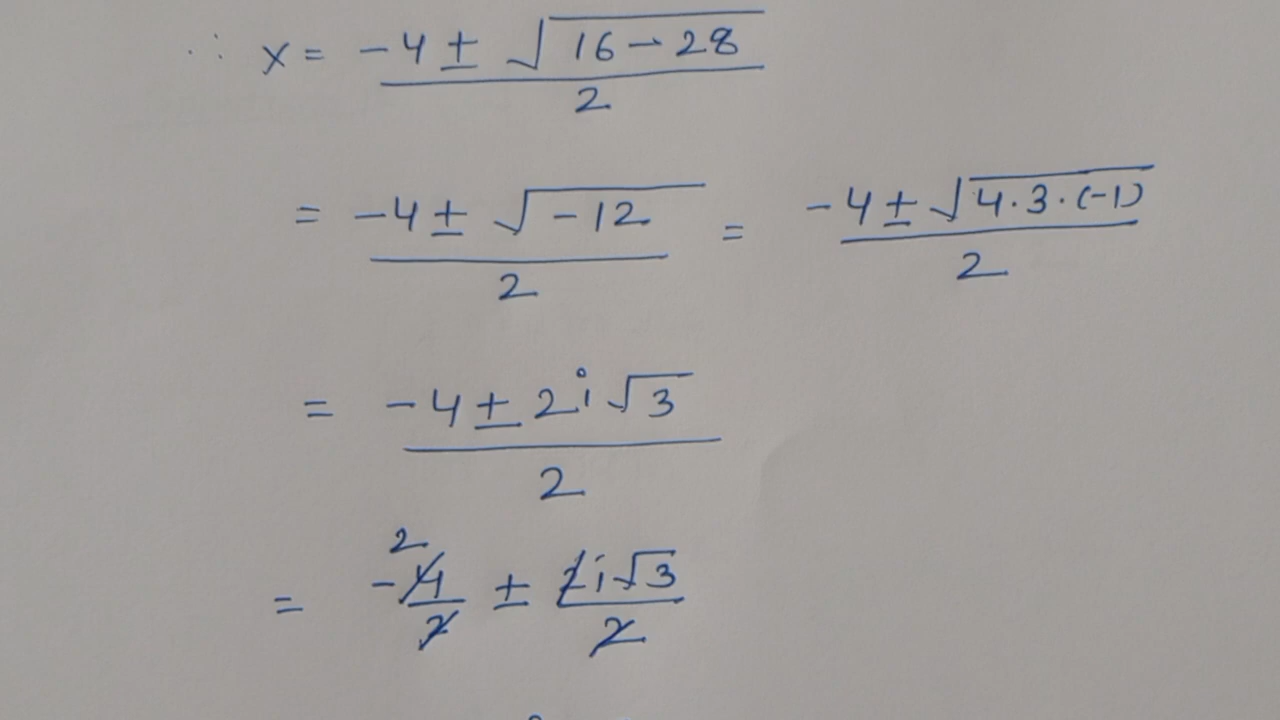 ∴ x = (-4 ± √(16 - 28)) / 2
= (-4 ± √(-12)) / 2 = (-4 ± √(4·3·(-1))) / 2
= (-4 ± 2i√3) / 2
2
= -4/2 ± 2i√3/2